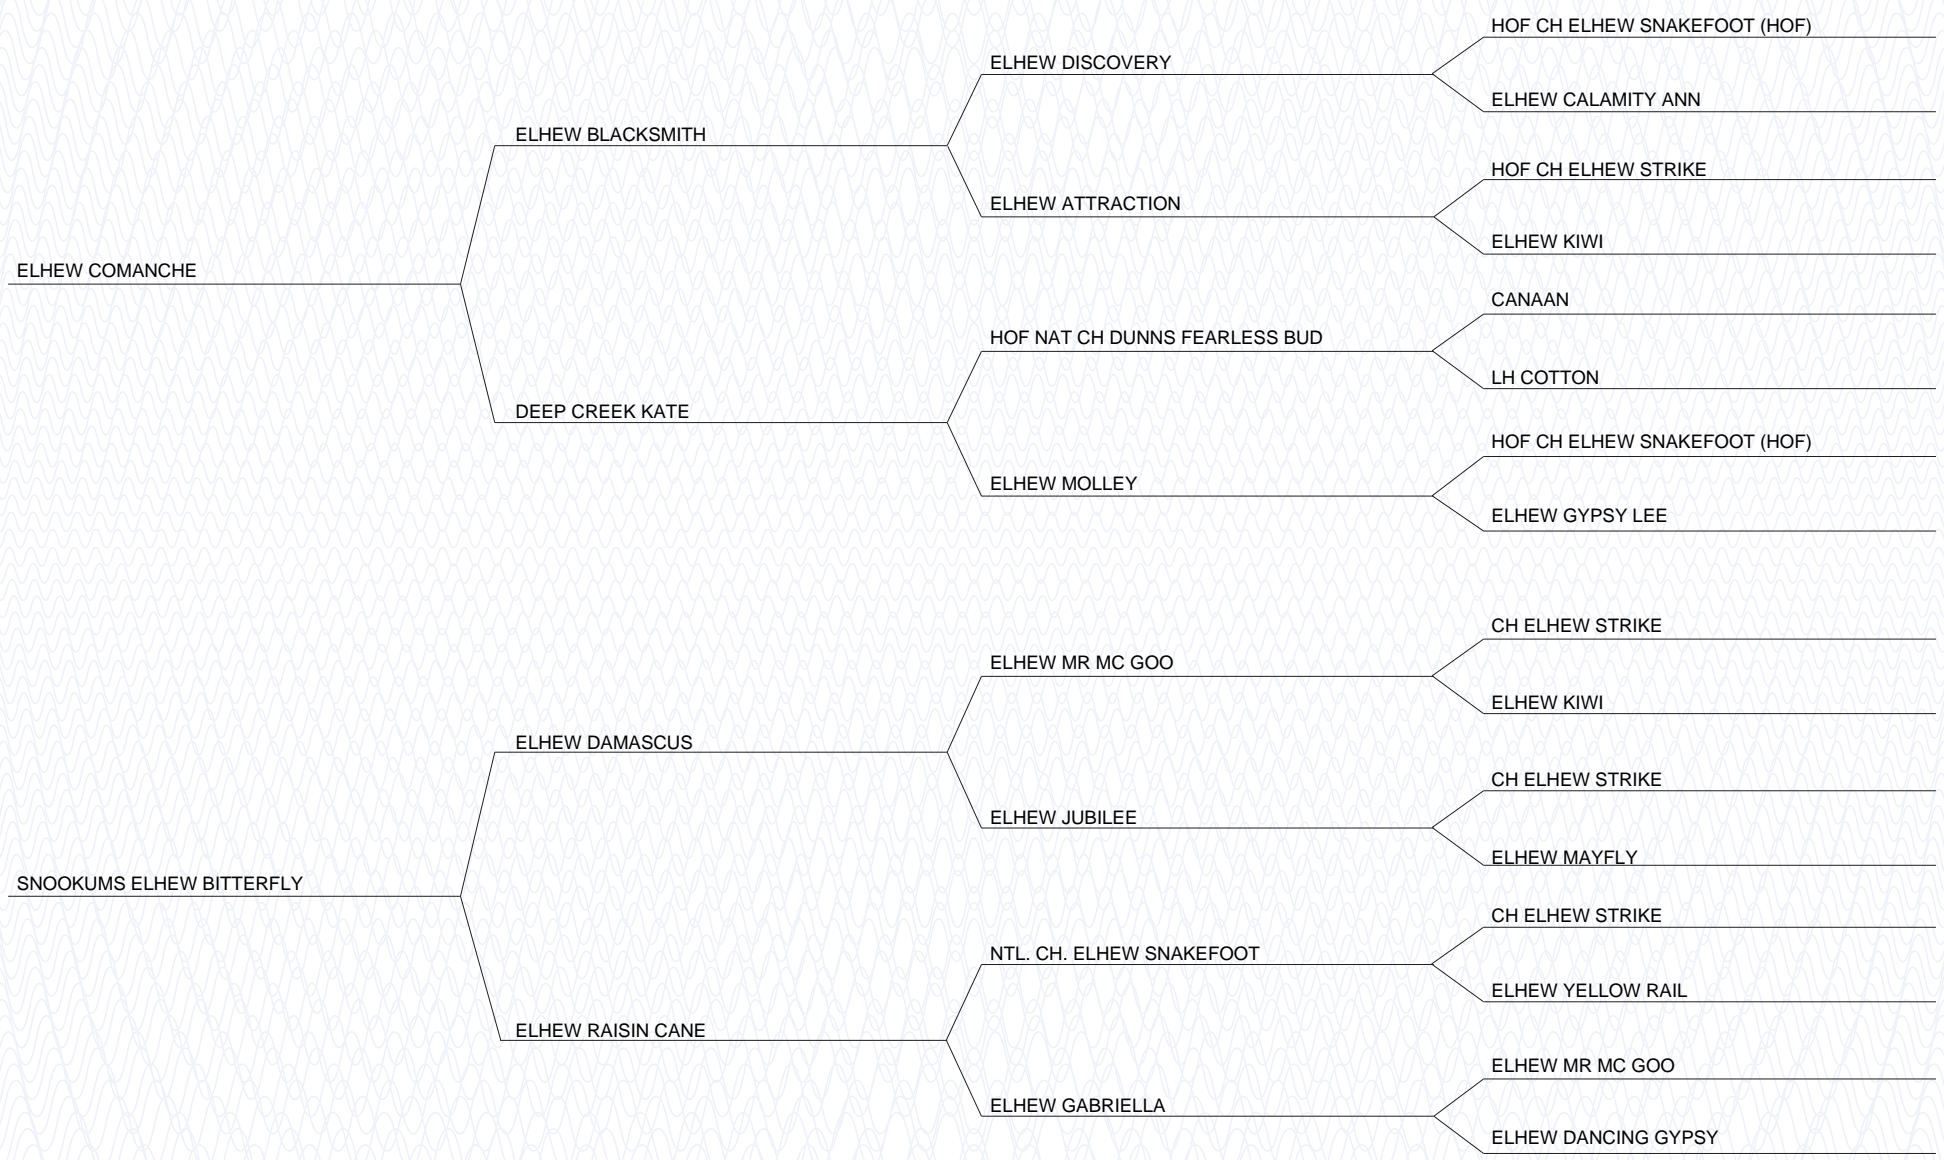 HOF CH ELHEW SNAKEFOOT (HOF)
ELHEW DISCOVERY
ELHEW CALAMITY ANN
ELHEW BLACKSMITH
HOF CH ELHEW STRIKE
ELHEW ATTRACTION
ELHEW KIWI
ELHEW COMANCHE
CANAAN
HOF NAT CH DUNNS FEARLESS BUD
LH COTTON
DEEP CREEK KATE
HOF CH ELHEW SNAKEFOOT (HOF)
ELHEW MOLLEY
ELHEW GYPSY LEE
CH ELHEW STRIKE
ELHEW MR MC GOO
ELHEW KIWI
ELHEW DAMASCUS
CH ELHEW STRIKE
ELHEW JUBILEE
ELHEW MAYFLY
SNOOKUMS ELHEW BITTERFLY
CH ELHEW STRIKE
NTL. CH. ELHEW SNAKEFOOT
ELHEW YELLOW RAIL
ELHEW RAISIN CANE
ELHEW MR MC GOO
ELHEW GABRIELLA
ELHEW DANCING GYPSY